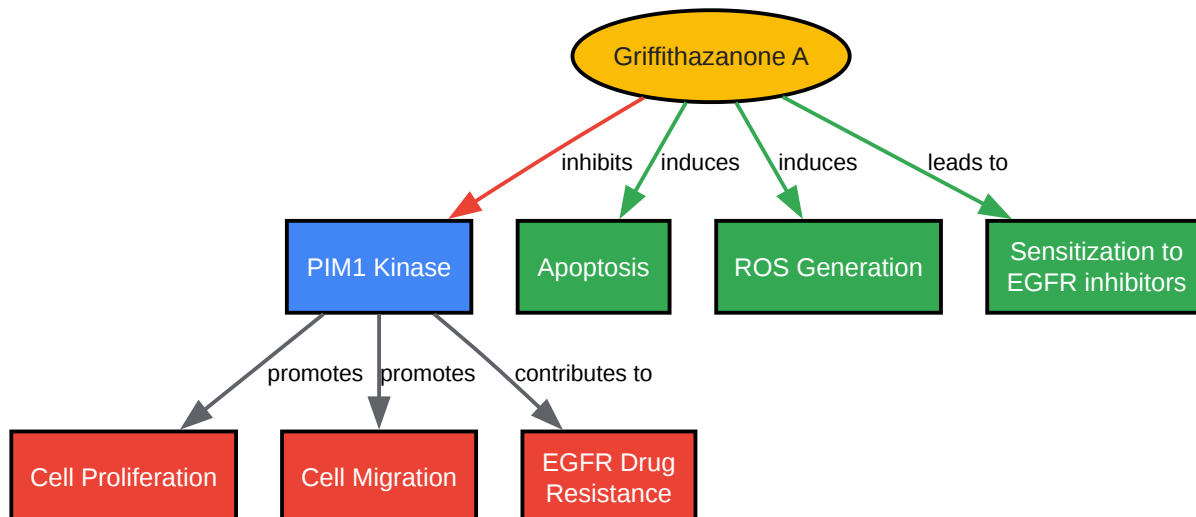 Griffithazanone A
inhibits
induces
induces
leads to
PIM1 Kinase
Apoptosis
ROS Generation
Sensitization to
EGFR inhibitors
promotes
promotes
contributes to
Cell Proliferation
Cell Migration
EGFR Drug
Resistance